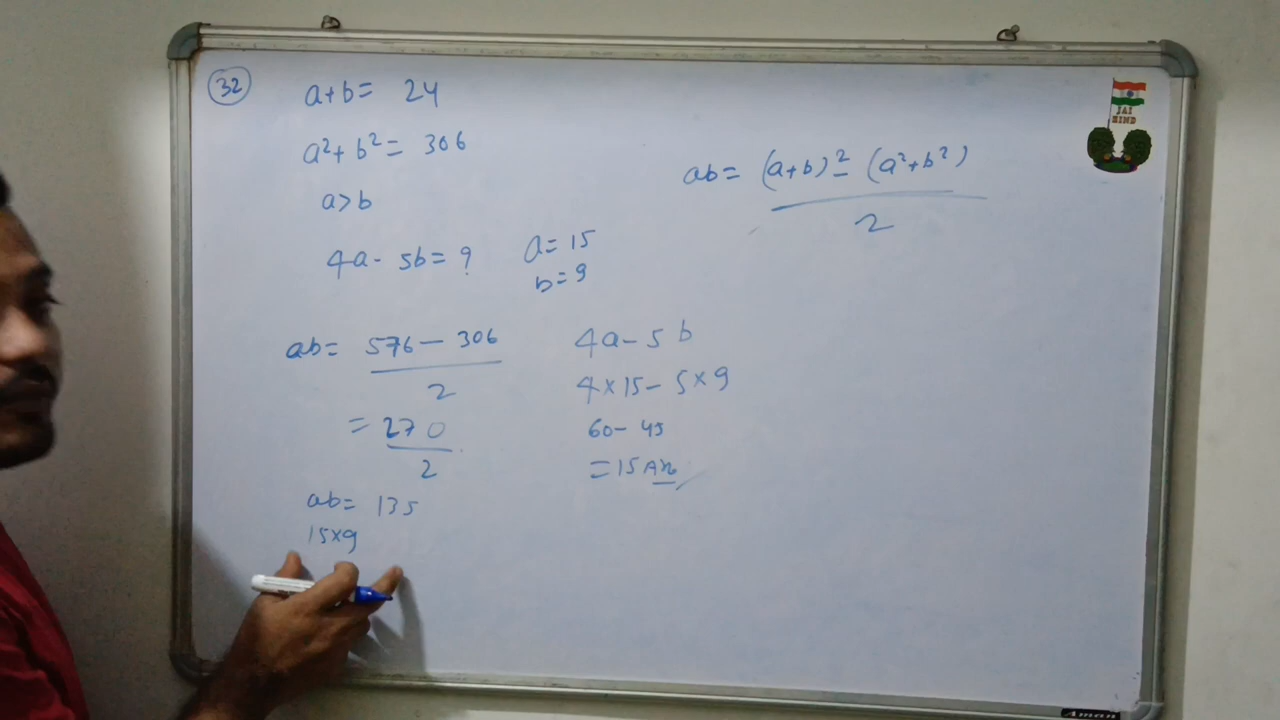 32
a+b= 24
a²+ b²= 306
a>b
4a- 5b= ?
a= 15
b= 9
ab= 576 - 306
2
= 270
2
ab= 135
15×9
4a-5b
4×15- 5×9
60- 45
=15 Ans
ab= (a+b)² - (a²+b²)
2
JAI
HIND